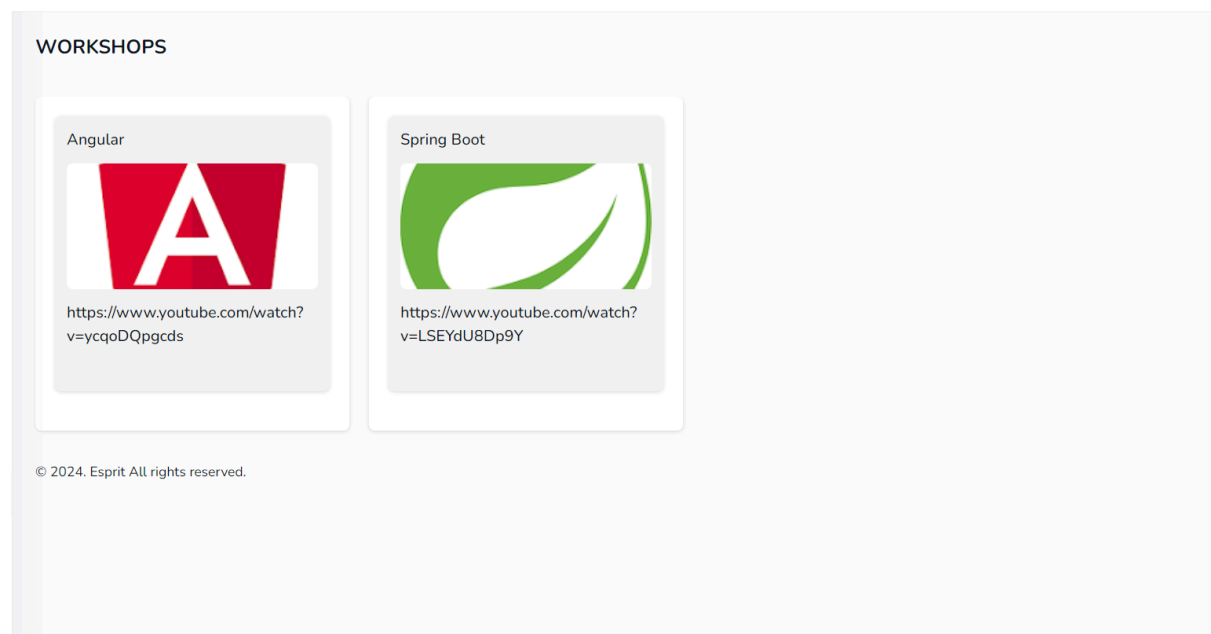 WORKSHOPS
Angular
A
https://www.youtube.com/watch?
v=ycqoDQpgcds
Spring Boot
https://www.youtube.com/watch?
v=LSEYdU8Dp9Y
© 2024. Esprit All rights reserved.